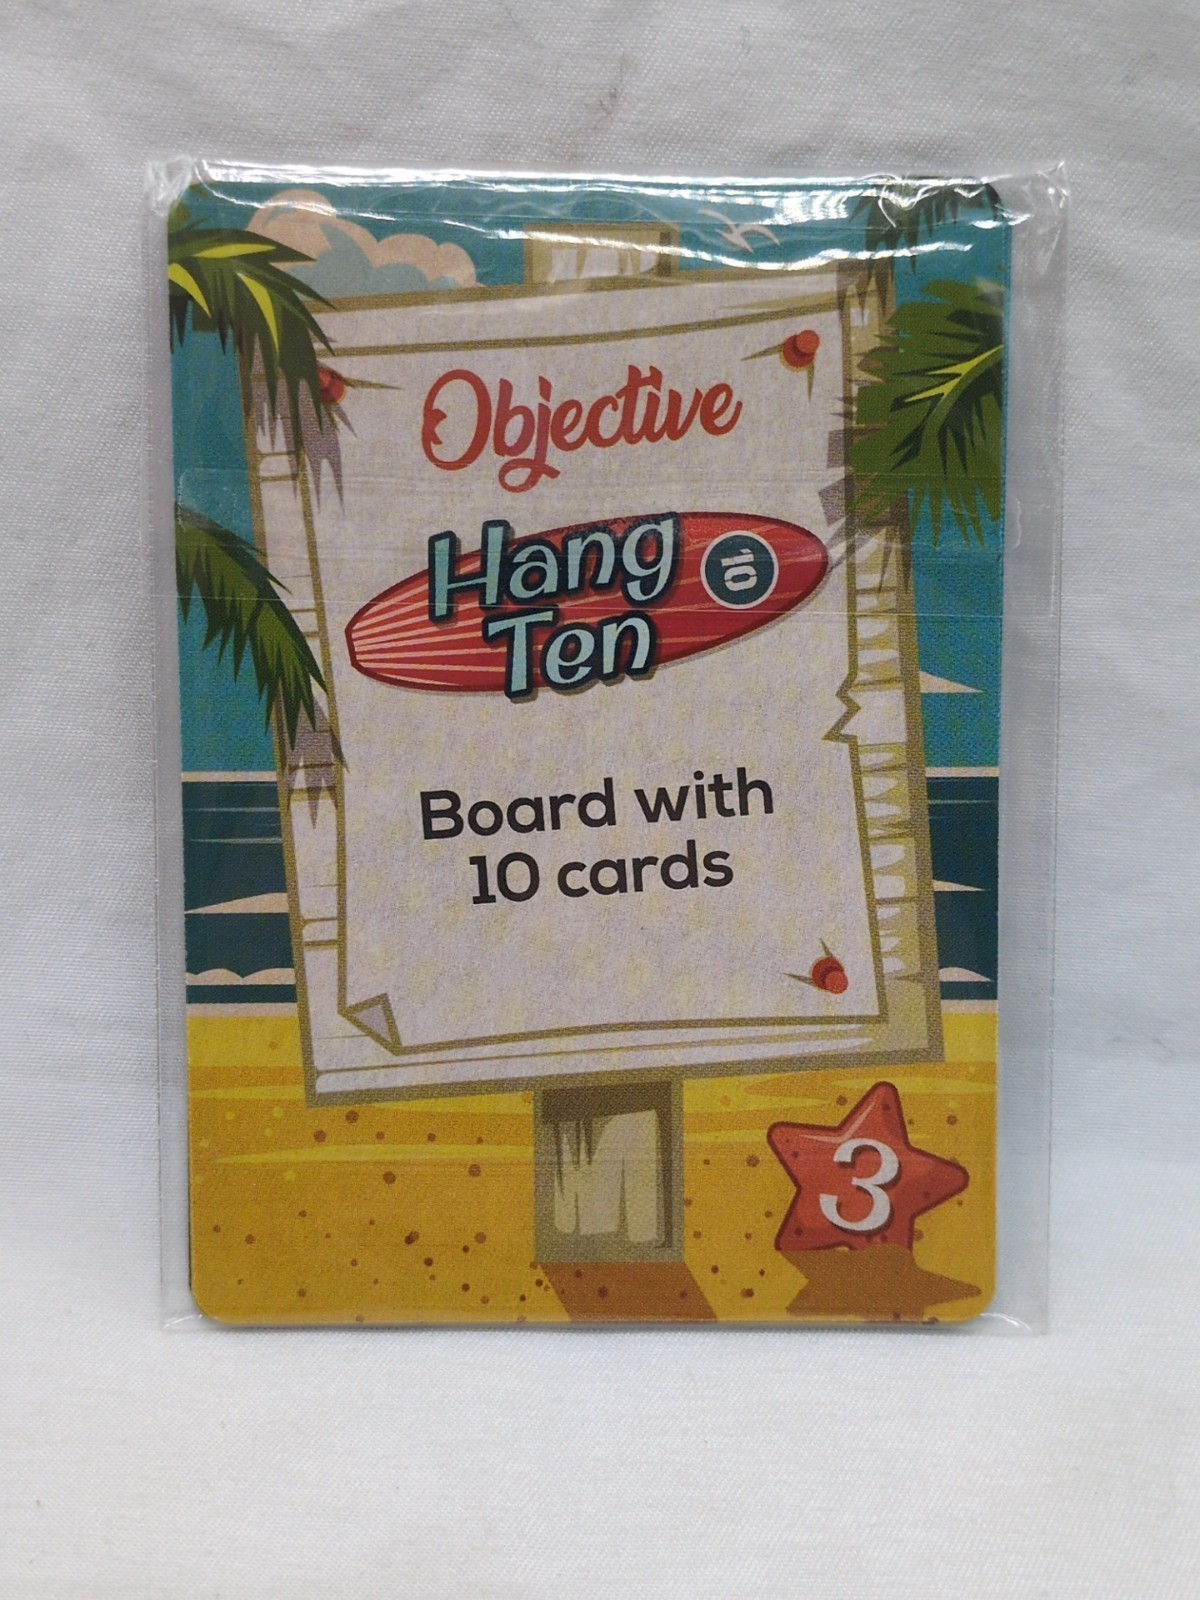 Objective
Hang
10
Ten
Board with
10 cards
3